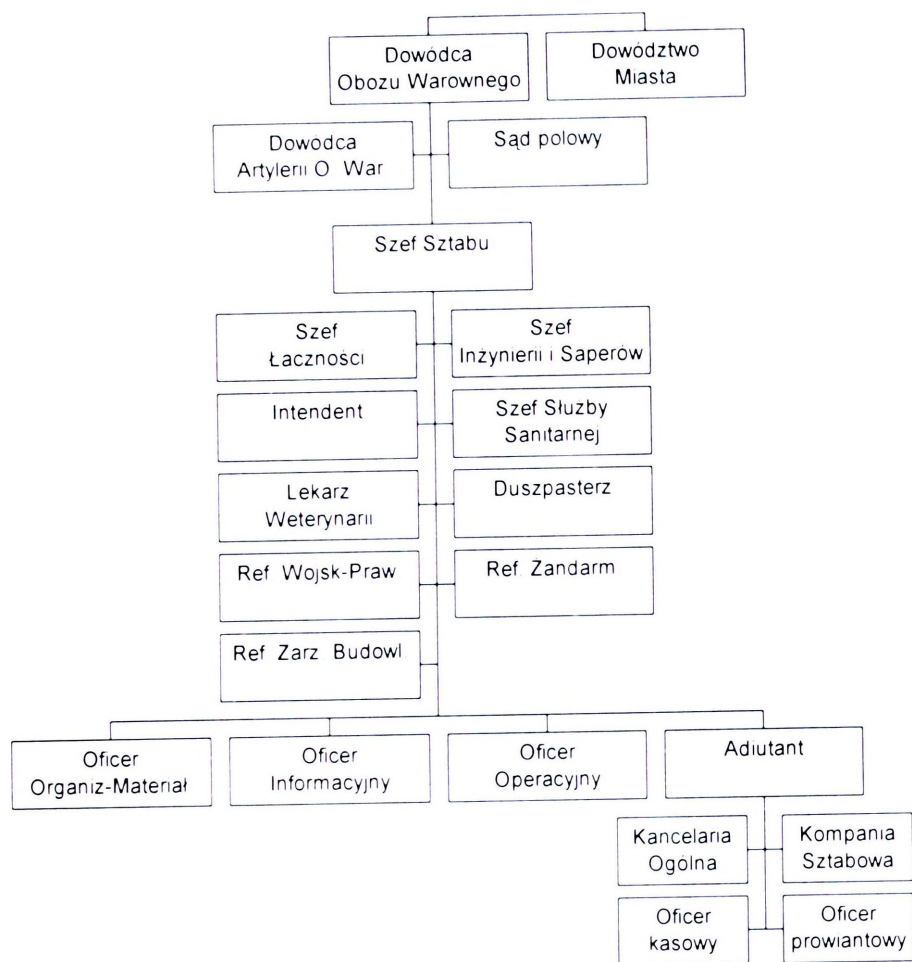 Dowódca
Obozu Warownego
Dowództwo
Miasta
Dowódca
Artylerii O War
Sąd polowy
Szef Sztabu
Szef
Łaczności
Szef
Inżynierii i Saperów
Intendent
Szef Służby
Sanitarnej
Lekarz
Weterynarii
Duszpasterz
Ref Wojsk-Praw
Ref. Żandarm
Ref Zarz Budowl
Oficer
Organiz-Materiał
Oficer
Informacyjny
Oficer
Operacyjny
Adiutant
Kancelaria
Ogólna
Kompania
Sztabowa
Oficer
kasowy
Oficer
prowiantowy